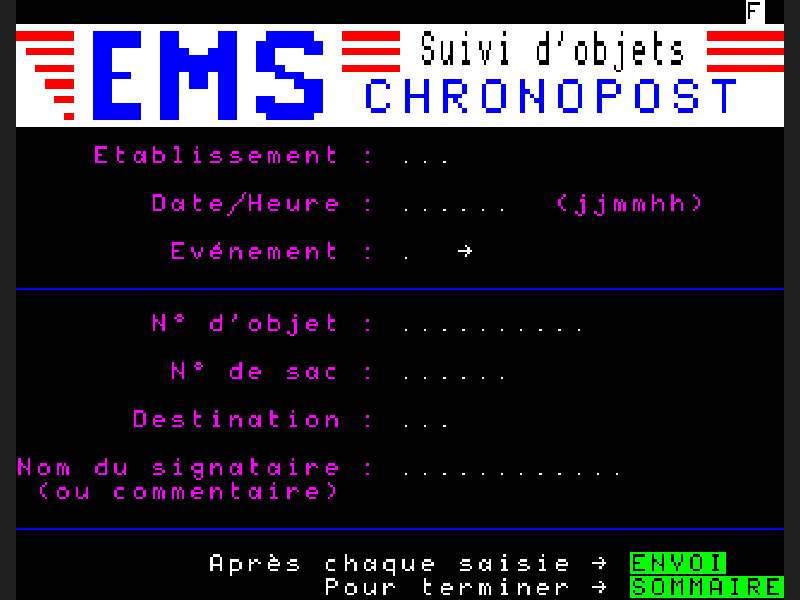 F
EMS Suivi d'objets
CHRONOPOST
Etablissement : ...
Date/Heure : ...... (jjmmhh)
Evénement : . →
N° d'objet : ..........
N° de sac : ......
Destination : ...
Nom du signataire : ............
(ou commentaire)
Après chaque saisie → ENVOI
Pour terminer → SOMMAIRE